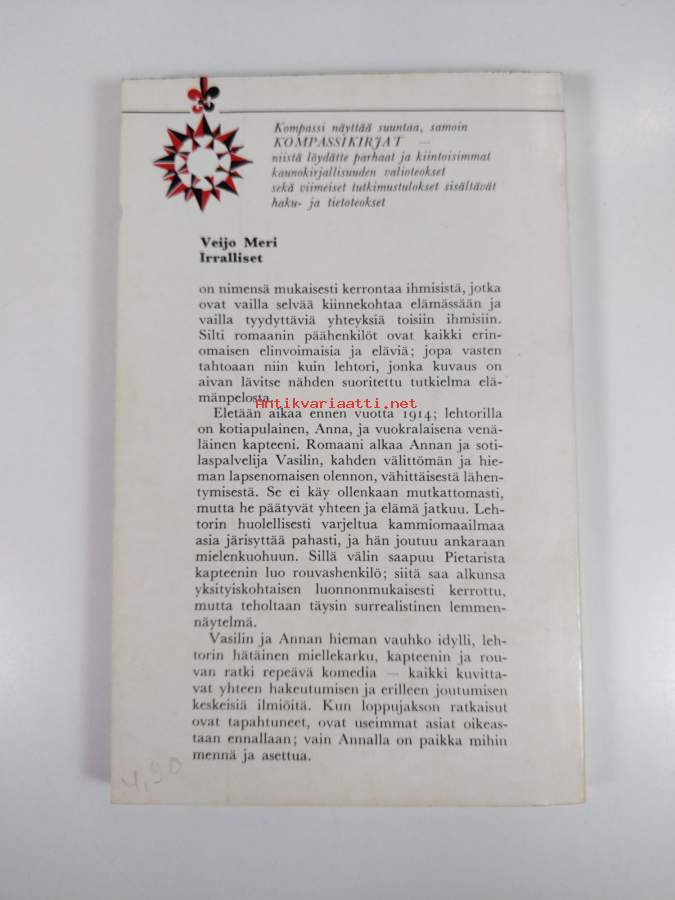 Kompassi näyttää suuntaa, samoin
KOMPASSIKIRJAT —
niistä löydätte parhaat ja kiintoisimmat
kaunokirjallisuuden valioteokset
sekä viimeiset tutkimustulokset sisältävät
haku- ja tietoteokset
Veijo Meri
Irralliset
on nimensä mukaisesti kerrontaa ihmisistä, jotka
ovat vailla selvää kiinnekohtaa elämässään ja
vailla tyydyttäviä yhteyksiä toisiin ihmisiin.
Silti romaanin päähenkilöt ovat kaikki erin-
omaisen elinvoimaisia ja eläviä; jopa vasten
tahtoaan niin kuin lehtori, jonka kuvaus on
aivan lävitse nähden suoritettu tutkielma elä-
mänpelosta.
antikvariaatti.net
Eletään aikaa ennen vuotta 1914; lehtorilla
on kotiapulainen, Anna, ja vuokralaisena venä-
läinen kapteeni. Romaani alkaa Annan ja soti-
laspalvelija Vasilin, kahden välittömän ja hie-
man lapsenomaisen olennon, vähittäisestä lähen-
tymisestä. Se ei käy ollenkaan mutkattomasti,
mutta he päätyvät yhteen ja elämä jatkuu. Leh-
torin huolellisesti varjeltua kammiomaailmaa
asia järisyttää pahasti, ja hän joutuu ankaraan
mielenkuohuun. Sillä välin saapuu Pietarista
kapteenin luo rouvashenkilö; siitä saa alkunsa
yksityiskohtaisen luonnonmukaisesti kerrottu,
mutta teholtaan täysin surrealistinen lemmen-
näytelmä.
Vasilin ja Annan hieman vauhko idylli, leh-
torin hätäinen miellekarku, kapteenin ja rou-
van ratki repeävä komedia — kaikki kuvitta-
vat yhteen hakeutumisen ja erilleen joutumisen
keskeisiä ilmiöitä. Kun loppujakson ratkaisut
ovat tapahtuneet, ovat useimmat asiat oikeas-
taan ennallaan; vain Annalla on paikka mihin
mennä ja asettua.
4,90